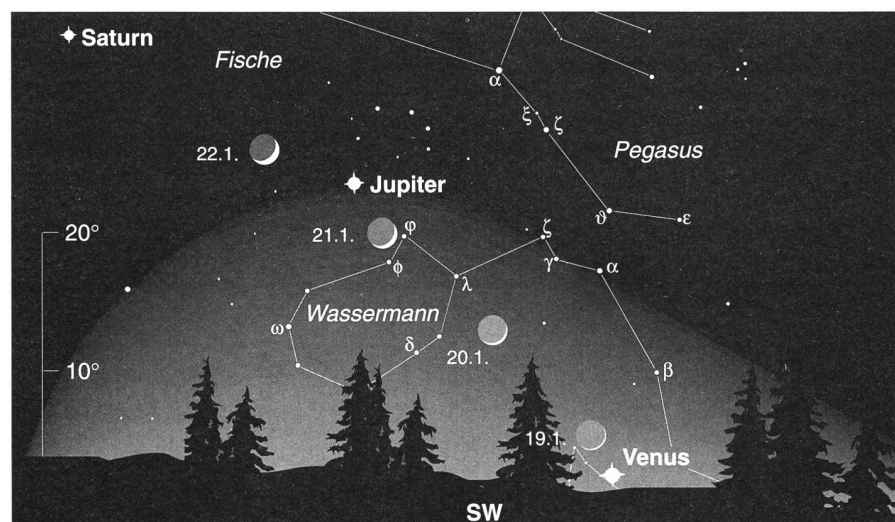 Saturn
Fische
α
ξ
ζ
Pegasus
22.1.
Jupiter
ϑ
ε
20°
21.1.
φ
ζ
ϕ
γ
α
λ
Wassermann
ω
δ
20.1.
10°
β
19.1.
Venus
SW